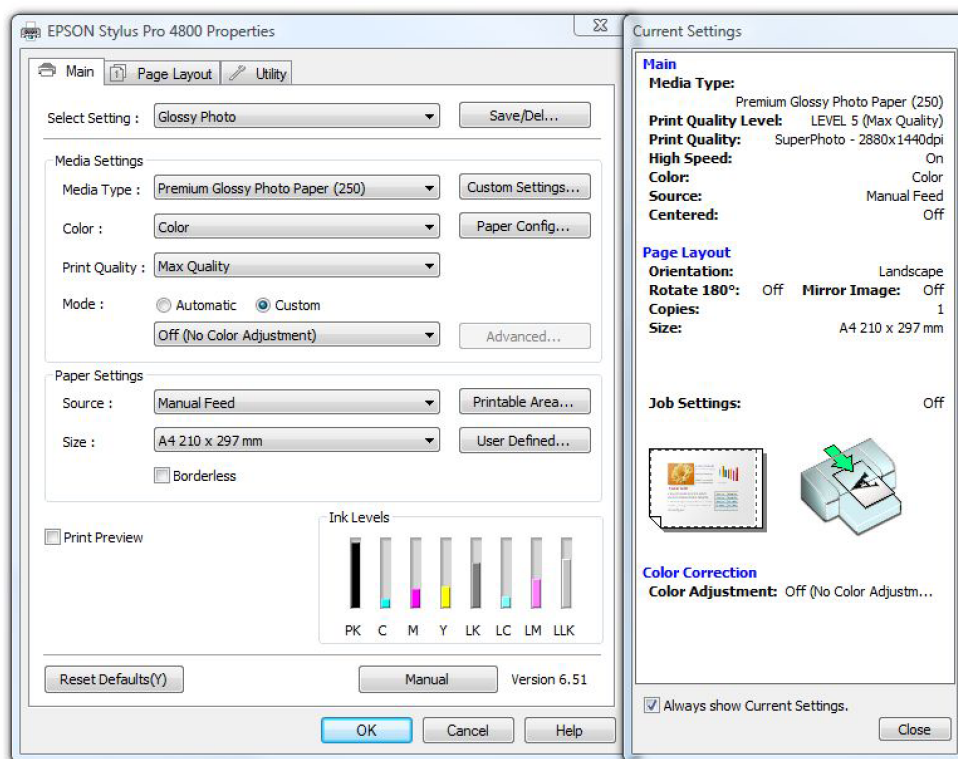 EPSON Stylus Pro 4800 Properties
Main
Page Layout
Utility
Select Setting :
Glossy Photo
Save/Del...
Media Settings
Media Type :
Premium Glossy Photo Paper (250)
Custom Settings...
Color :
Color
Paper Config...
Print Quality :
Max Quality
Mode :
Automatic
Custom
Off (No Color Adjustment)
Advanced...
Paper Settings
Source :
Manual Feed
Printable Area...
Size :
A4 210 x 297 mm
User Defined...
Borderless
Print Preview
Ink Levels
PK C M Y LK LC LM LLK
Reset Defaults(Y)
Manual
Version 6.51
OK
Cancel
Help
Current Settings
Main
Media Type:
Premium Glossy Photo Paper (250)
Print Quality Level: LEVEL 5 (Max Quality)
Print Quality: SuperPhoto - 2880x1440dpi
High Speed: On
Color: Color
Source: Manual Feed
Centered: Off
Page Layout
Orientation: Landscape
Rotate 180°: Off Mirror Image: Off
Copies: 1
Size: A4 210 x 297 mm
Job Settings: Off
Color Correction
Color Adjustment: Off (No Color Adjustm...
Always show Current Settings.
Close